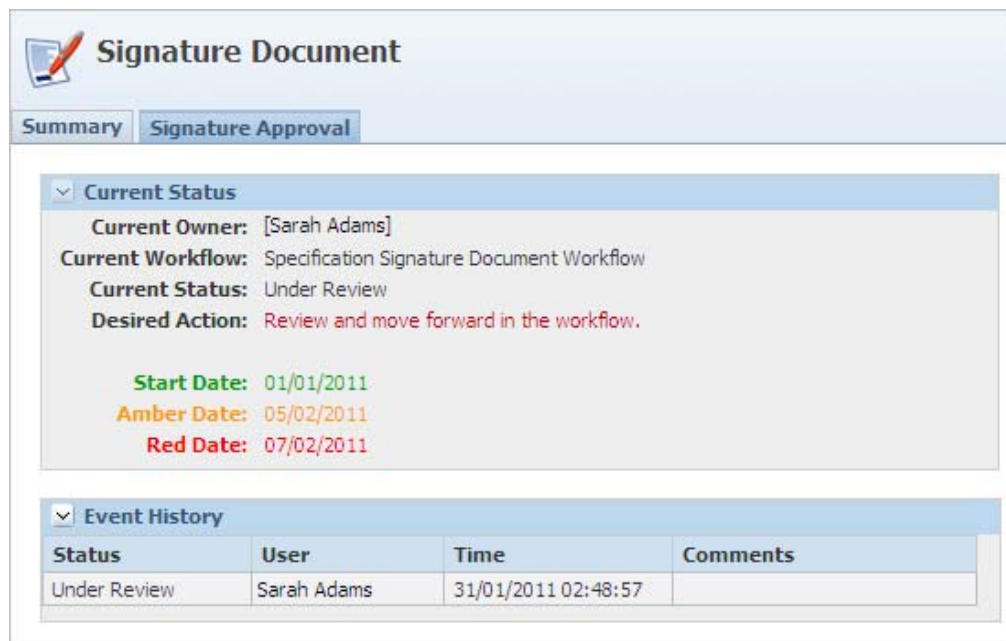 Signature Document
Summary Signature Approval
Current Status
Current Owner: [Sarah Adams]
Current Workflow: Specification Signature Document Workflow
Current Status: Under Review
Desired Action: Review and move forward in the workflow.
Start Date: 01/01/2011
Amber Date: 05/02/2011
Red Date: 07/02/2011
Event History
Status User Time Comments
Under Review Sarah Adams 31/01/2011 02:48:57